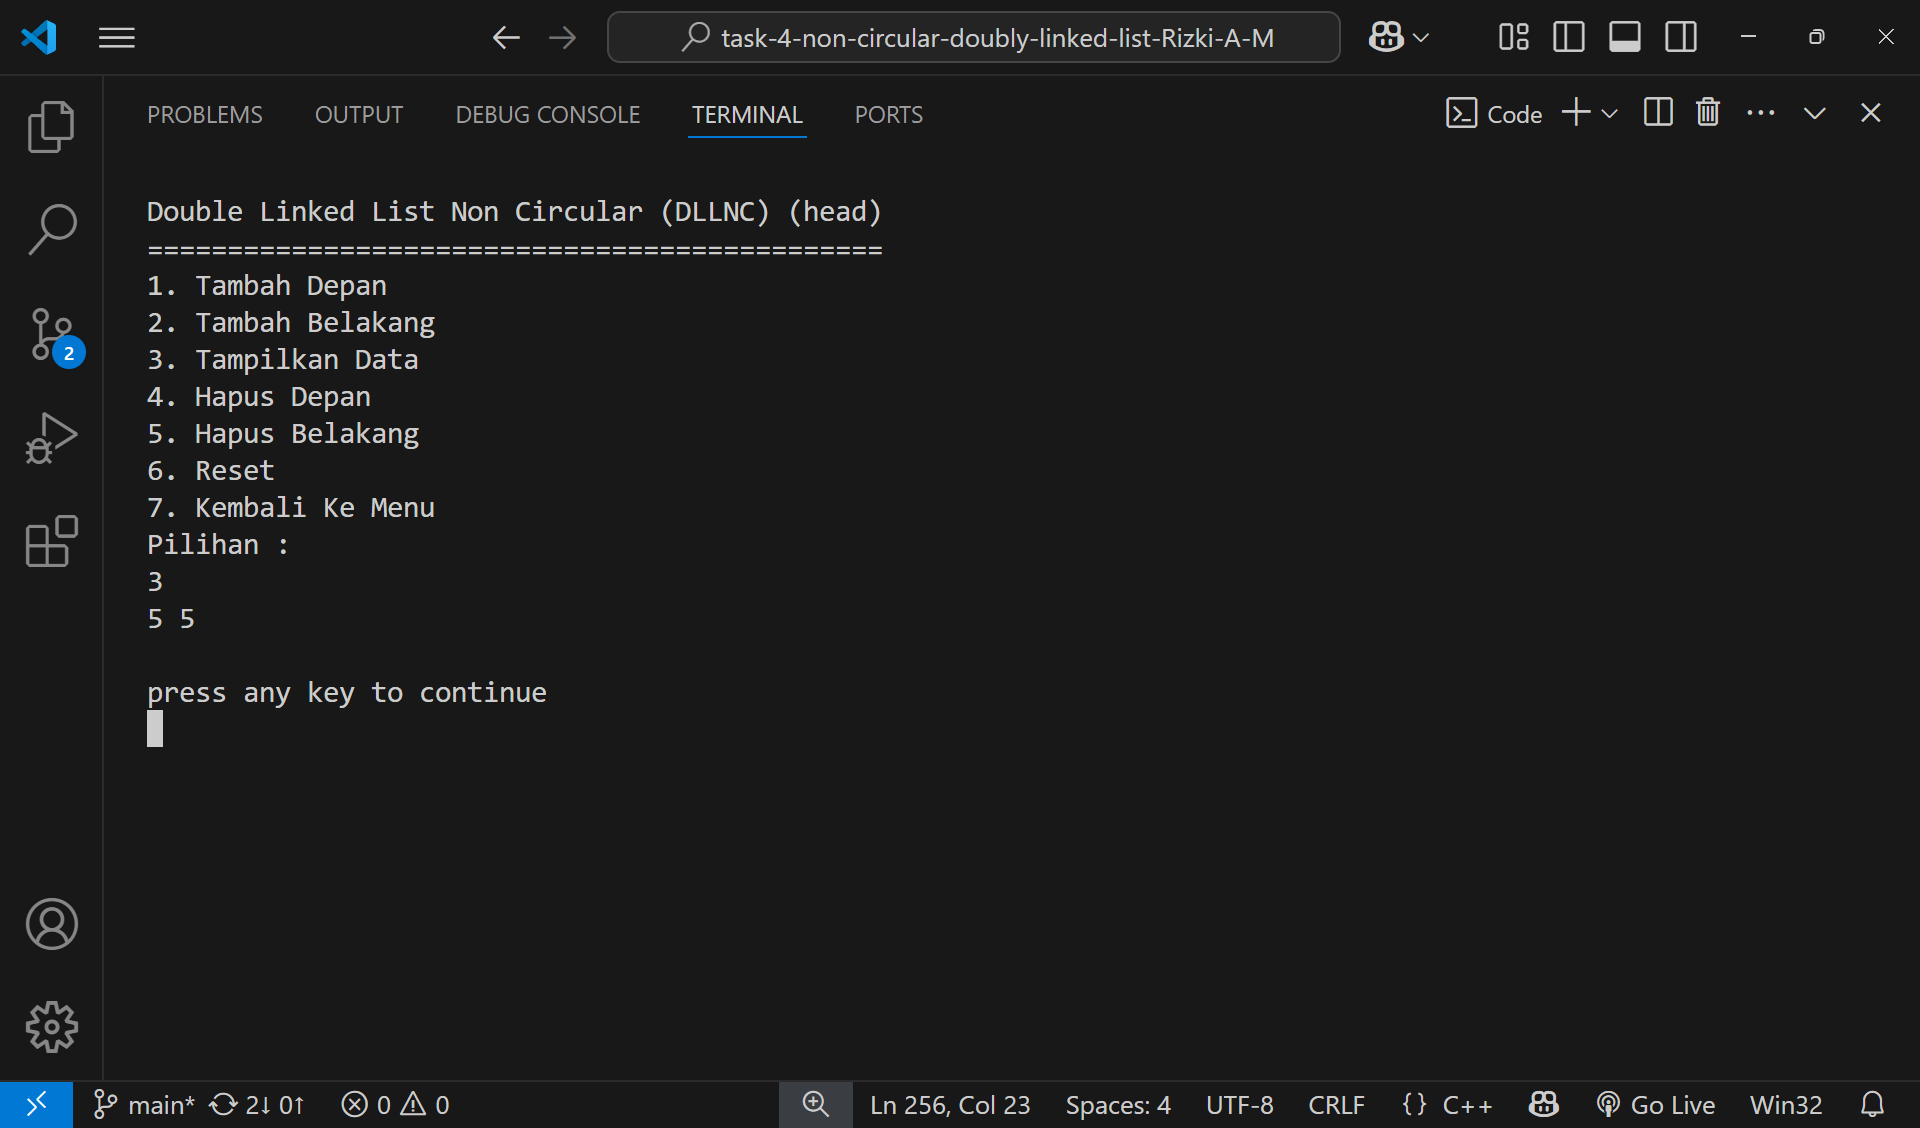 task-4-non-circular-doubly-linked-list-Rizki-A-M
PROBLEMS OUTPUT DEBUG CONSOLE TERMINAL PORTS Code
Double Linked List Non Circular (DLLNC) (head)
==============================================
1. Tambah Depan
2. Tambah Belakang
3. Tampilkan Data
4. Hapus Depan
5. Hapus Belakang
6. Reset
7. Kembali Ke Menu
Pilihan :
3
5 5
press any key to continue
2
main* 2↓ 0↑ 0 0 Ln 256, Col 23 Spaces: 4 UTF-8 CRLF {} C++ Go Live Win32